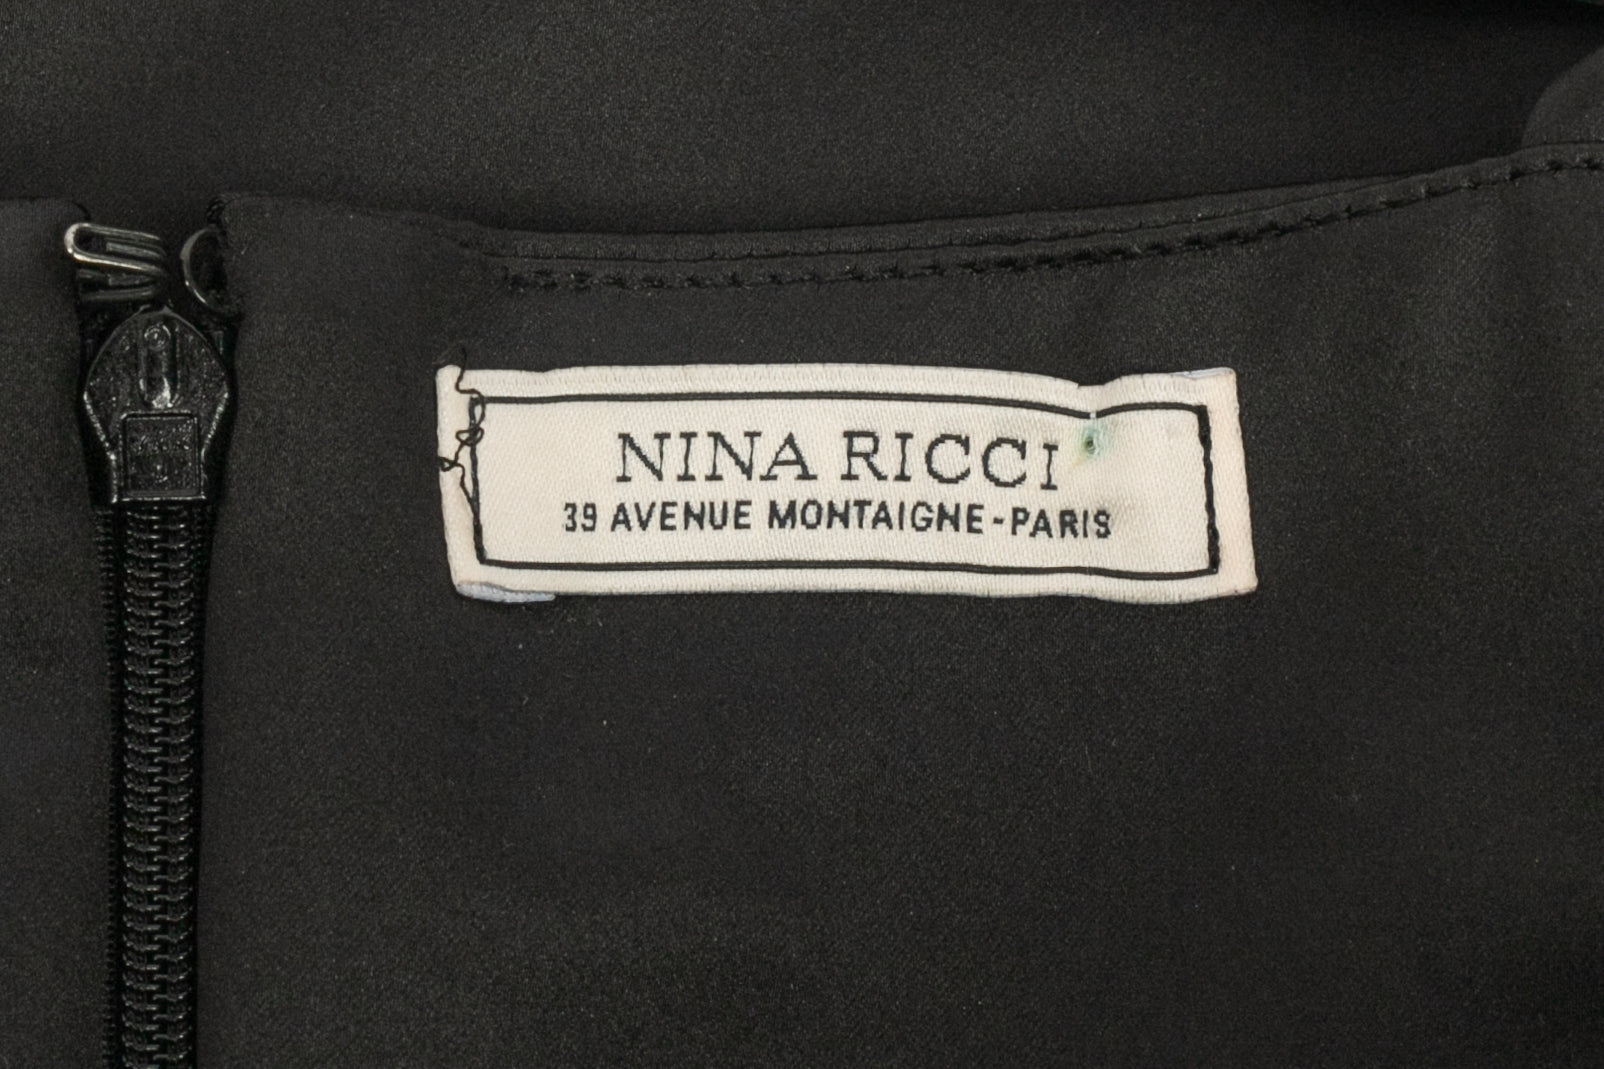 NINA RICCI
39 AVENUE MONTAIGNE-PARIS